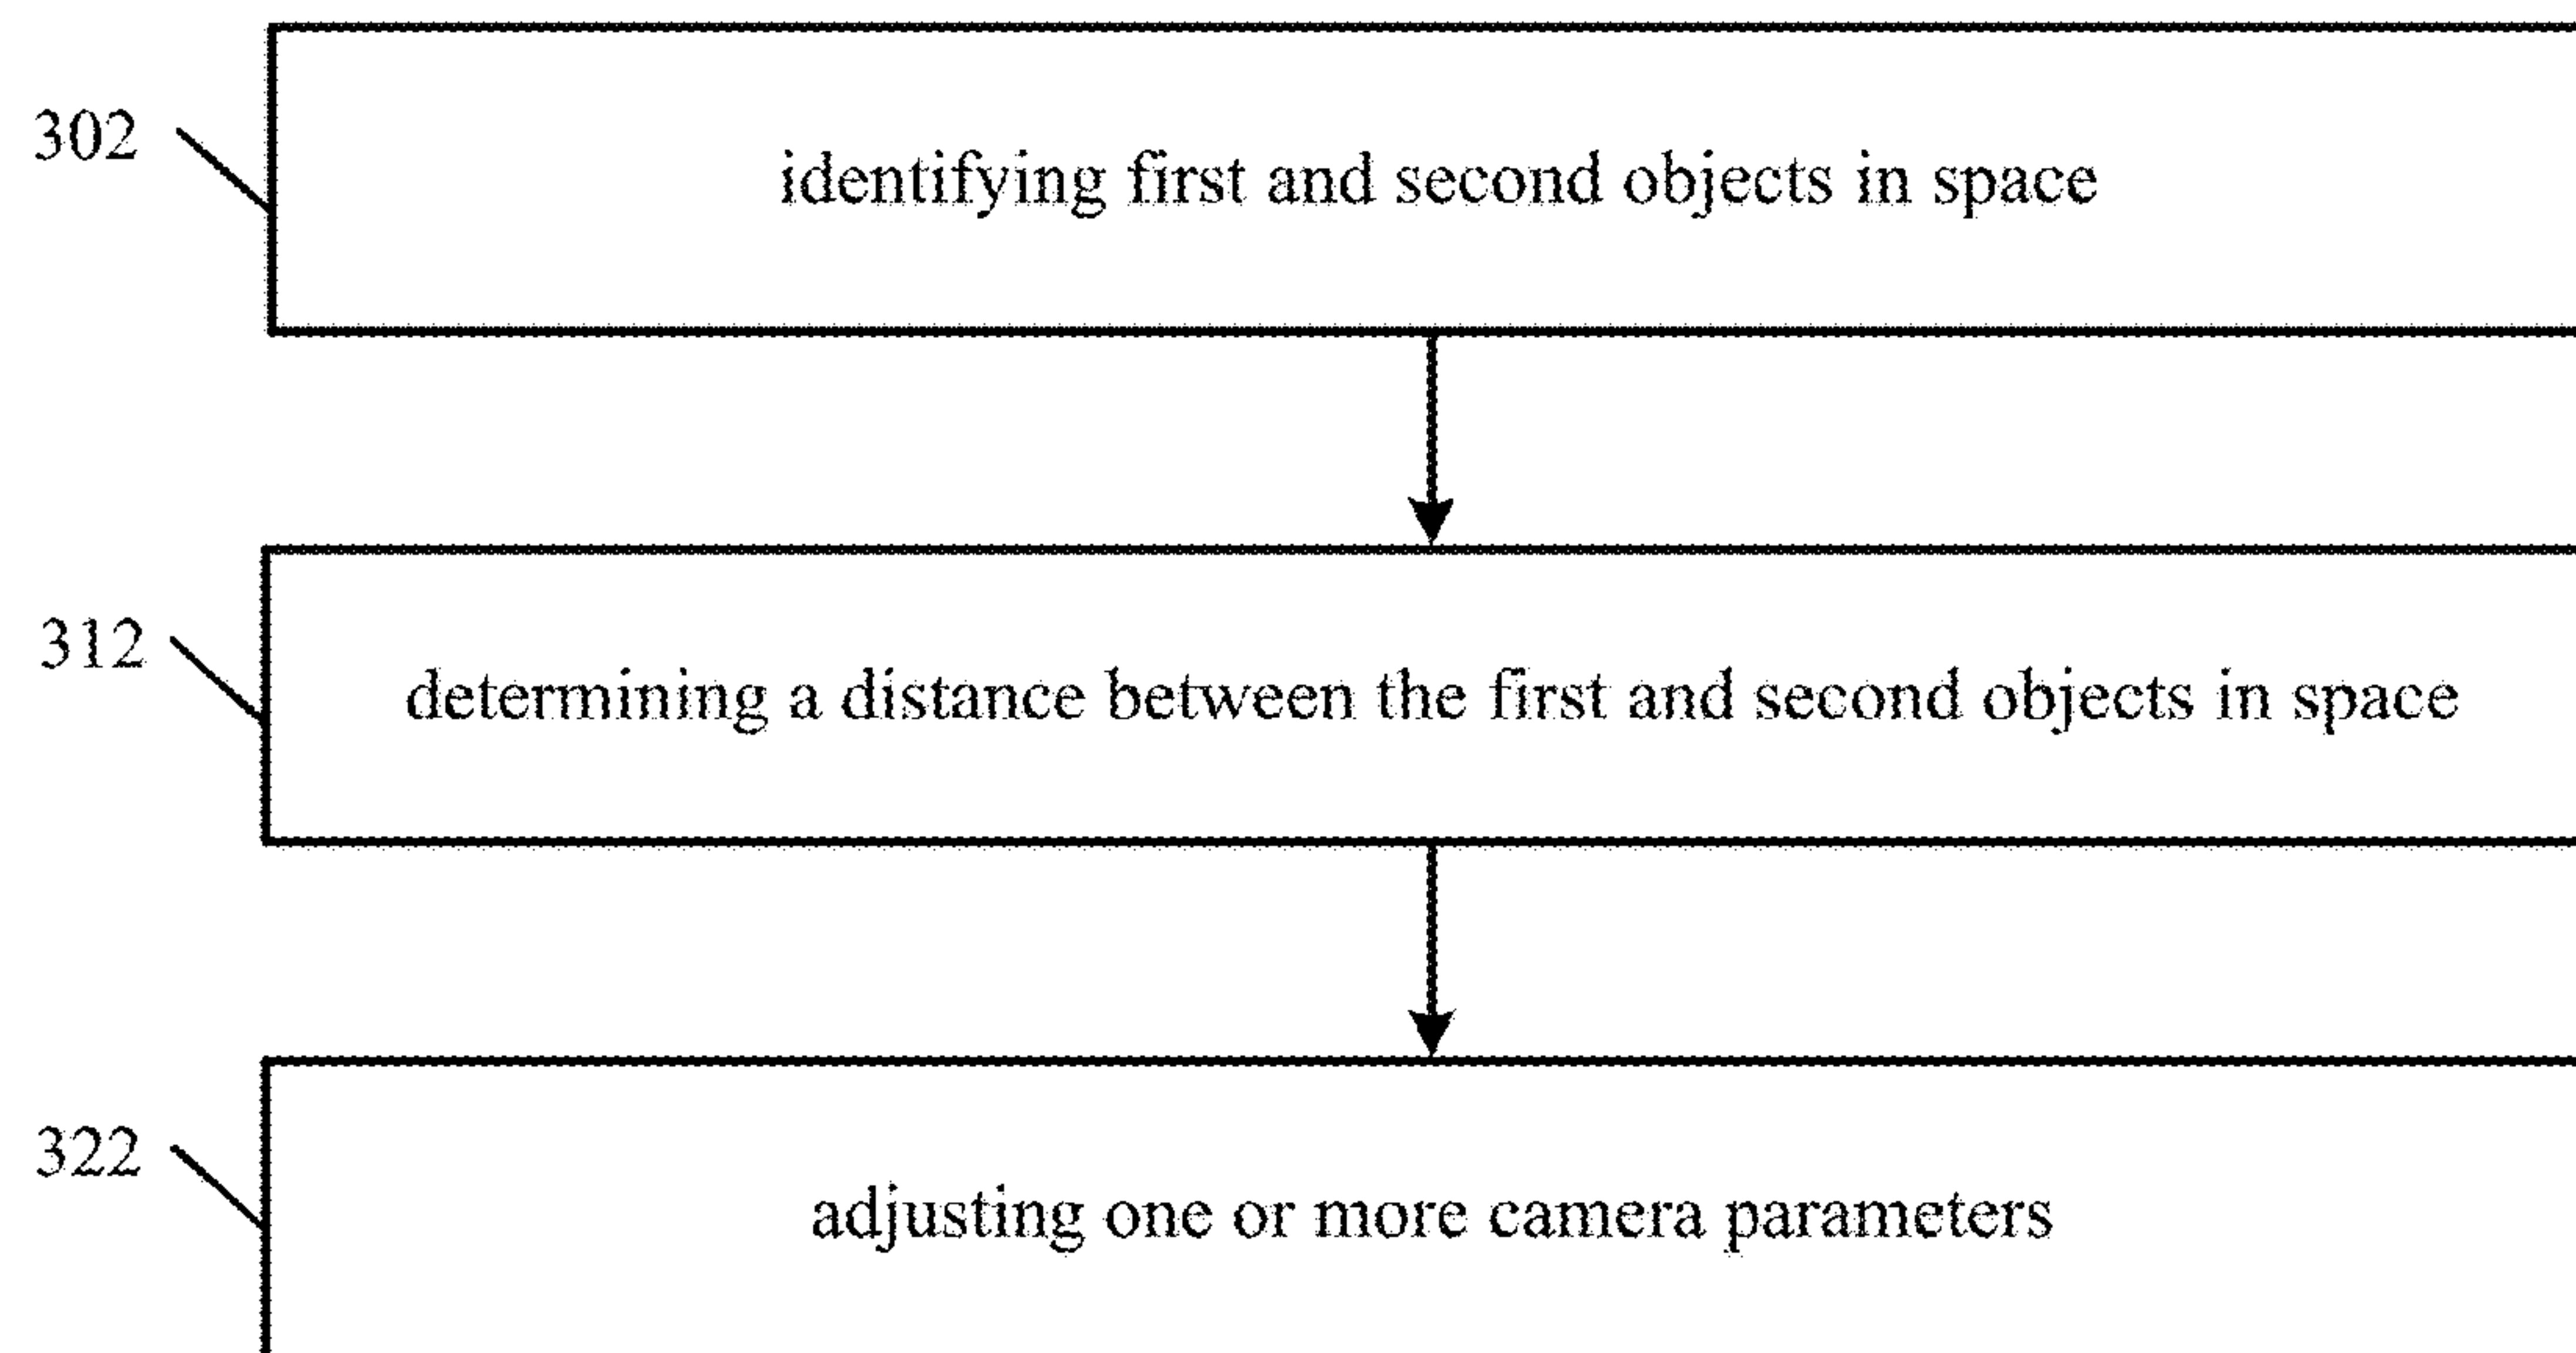 302
identifying first and second objects in space
312
determining a distance between the first and second objects in space
322
adjusting one or more camera parameters